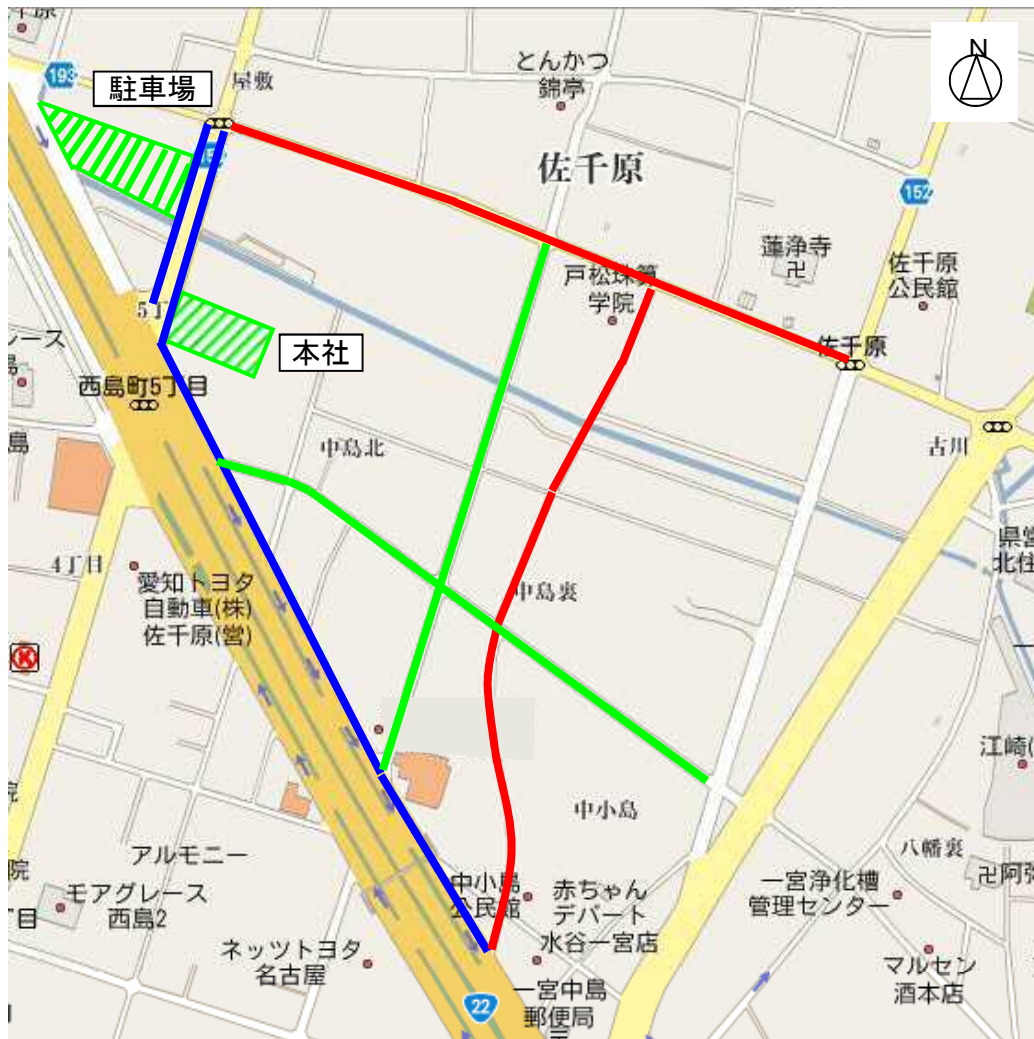 193
駐車場
屋敷
とんかつ
錦亭
N
佐千原
152
蓮浄寺
佐千原
公民館
戸松珠算
学院
佐千原
本社
西島町5丁目
古川
中島北
4丁目
愛知トヨタ
自動車(株)
佐千原(営)
中島裏
県営
北住
江崎(
中小島
八幡裏
アルモニー
モアグレース
西島2
中小島
公民館
赤ちゃん
デパート
水谷一宮店
一宮浄化槽
管理センター
卍阿弥
ネッツトヨタ
名古屋
マルセン
酒本店
22
一宮中島
郵便局